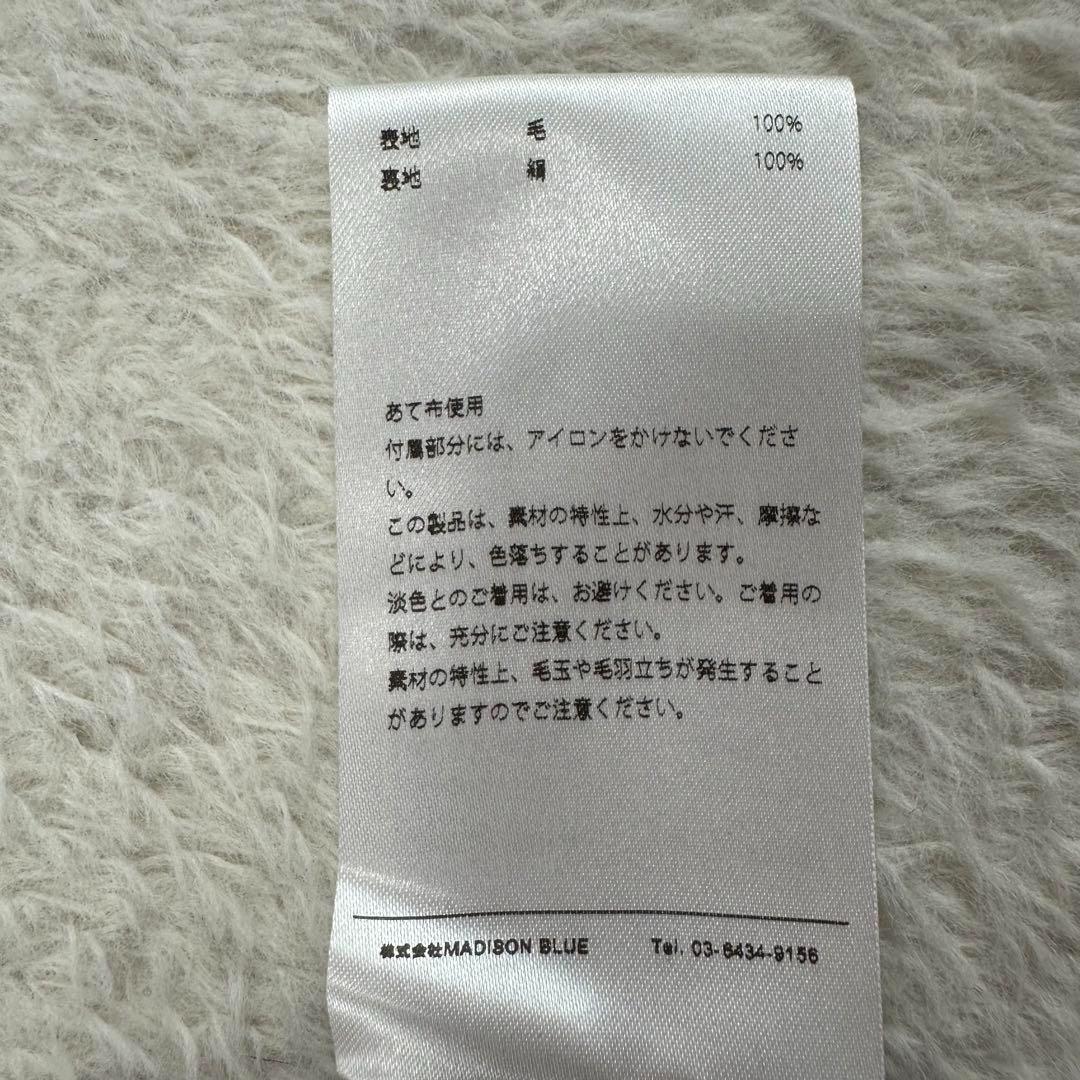 表地 毛 100%
裏地 絹 100%
あて布使用
付属部分には、アイロンをかけないでくださ
い。
この製品は、素材の特性上、水分や汗、摩擦な
どにより、色落ちすることがあります。
淡色とのご着用は、お避けください。ご着用の
際は、充分にご注意ください。
素材の特性上、毛玉や毛羽立ちが発生すること
がありますのでご注意ください。
株式会社MADISON BLUE Tel. 03-6434-9156